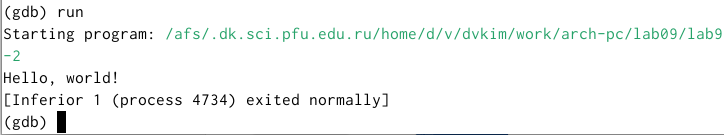 (gdb) run
Starting program: /afs/.dk.sci.pfu.edu.ru/home/d/v/dvkim/work/arch-pc/lab09/lab9
-2
Hello, world!
[Inferior 1 (process 4734) exited normally]
(gdb)